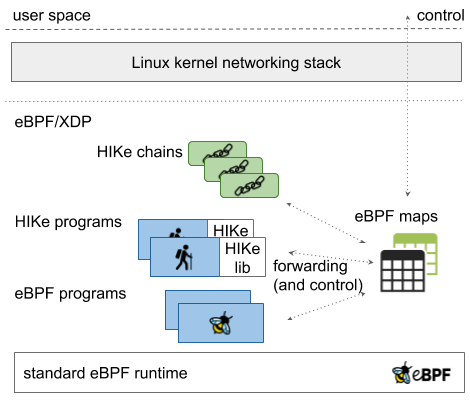 user space
control
Linux kernel networking stack
eBPF/XDP
HIKe chains
eBPF maps
HIKe programs
HIKe
HIKe
lib
forwarding
(and control)
eBPF programs
standard eBPF runtime
eBPF